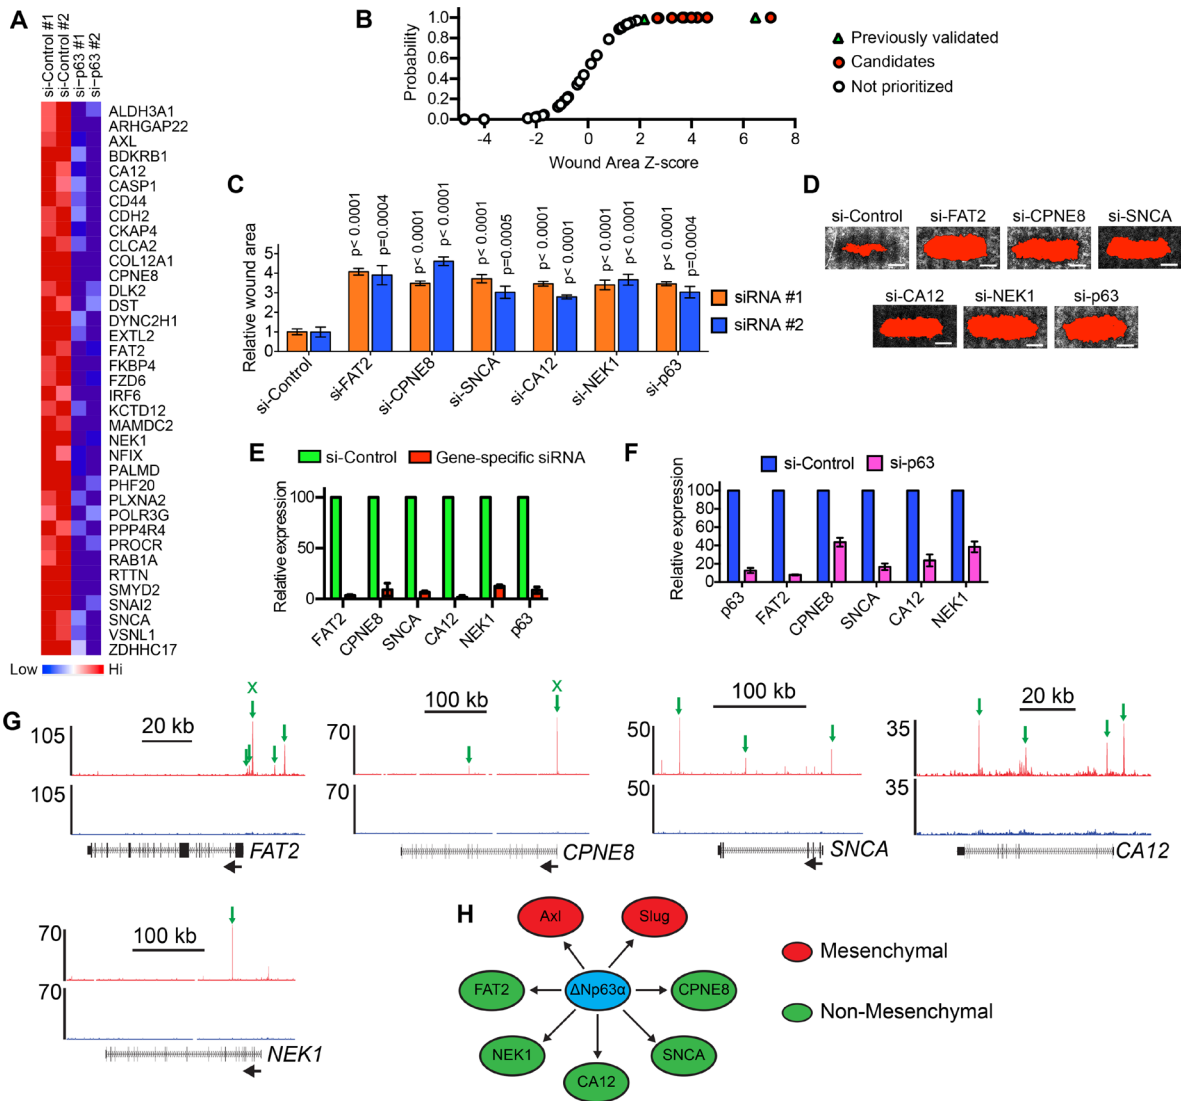 A
si-Control #1
si-Control #2
si-p63 #1
si-p63 #2
ALDH3A1
ARHGAP22
AXL
BDKRB1
CA12
CASP1
CD44
CDH2
CKAP4
CLCA2
COL12A1
CPNE8
DLK2
DST
DYNC2H1
EXTL2
FAT2
FKBP4
FZD6
IRF6
KCTD12
MAMDC2
NEK1
NFIX
PALMD
PHF20
PLXNA2
POLR3G
PPP4R4
PROCR
RAB1A
RTTN
SMYD2
SNAI2
SNCA
VSNL1
ZDHHC17
Low Hi
B
Probability
1.0
0.8
0.6
0.4
0.2
0.0
-4 -2 0 2 4 6 8
Wound Area Z-score
Previously validated
Candidates
Not prioritized
C
Relative wound area
5
4
3
2
1
0
p< 0.0001
p=0.0004
p< 0.0001
p< 0.0001
p< 0.0001
p=0.0005
p< 0.0001
p< 0.0001
p< 0.0001
p< 0.0001
p< 0.0001
p=0.0004
si-Control
si-FAT2
si-CPNE8
si-SNCA
si-CA12
si-NEK1
si-p63
siRNA #1
siRNA #2
D
si-Control si-FAT2 si-CPNE8 si-SNCA
si-CA12 si-NEK1 si-p63
E
si-Control Gene-specific siRNA
Relative expression
100
50
0
FAT2
CPNE8
SNCA
CA12
NEK1
p63
F
si-Control si-p63
Relative expression
100
80
60
40
20
0
p63
FAT2
CPNE8
SNCA
CA12
NEK1
G
105
20 kb
X
105
FAT2
70
100 kb
X
70
CPNE8
50
100 kb
50
SNCA
35
20 kb
35
CA12
70
100 kb
70
NEK1
H
Axl Slug
FAT2 ΔNp63α CPNE8
NEK1 SNCA
CA12
Mesenchymal
Non-Mesenchymal